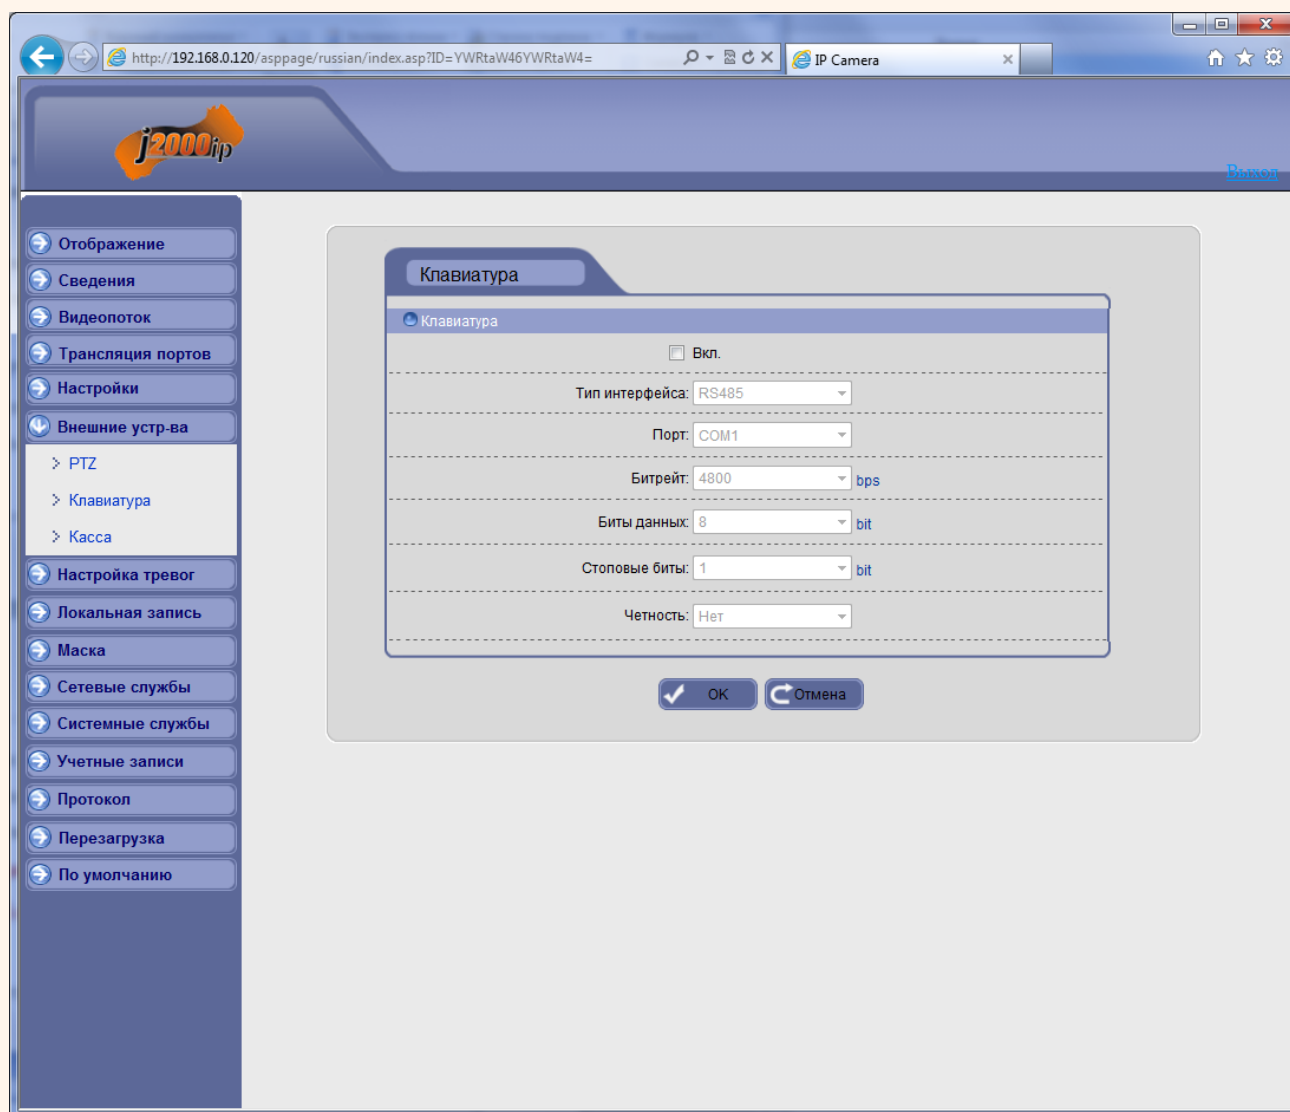 http://192.168.0.120/asppage/russian/index.asp?ID=YWRtaW46YWRtaW4=
IP Camera
j2000ip
Выход
Отображение
Сведения
Видеопоток
Трансляция портов
Настройки
Внешние устр-ва
PTZ
Клавиатура
Касса
Настройка тревог
Локальная запись
Маска
Сетевые службы
Системные службы
Учетные записи
Протокол
Перезагрузка
По умолчанию
Клавиатура
Клавиатура
Вкл.
Тип интерфейса: RS485
Порт: COM1
Битрейт: 4800 bps
Биты данных: 8 bit
Стоповые биты: 1 bit
Четность: Нет
OK Отмена